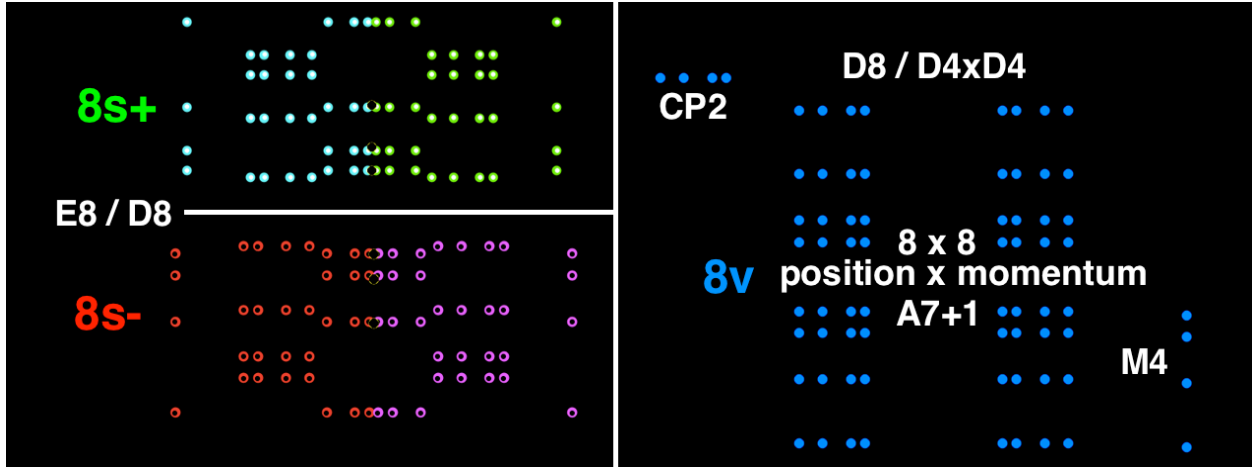 8s+
E8 / D8
8s-
D8 / D4xD4
CP2
8 x 8
8v
position x momentum
A7+1
M4